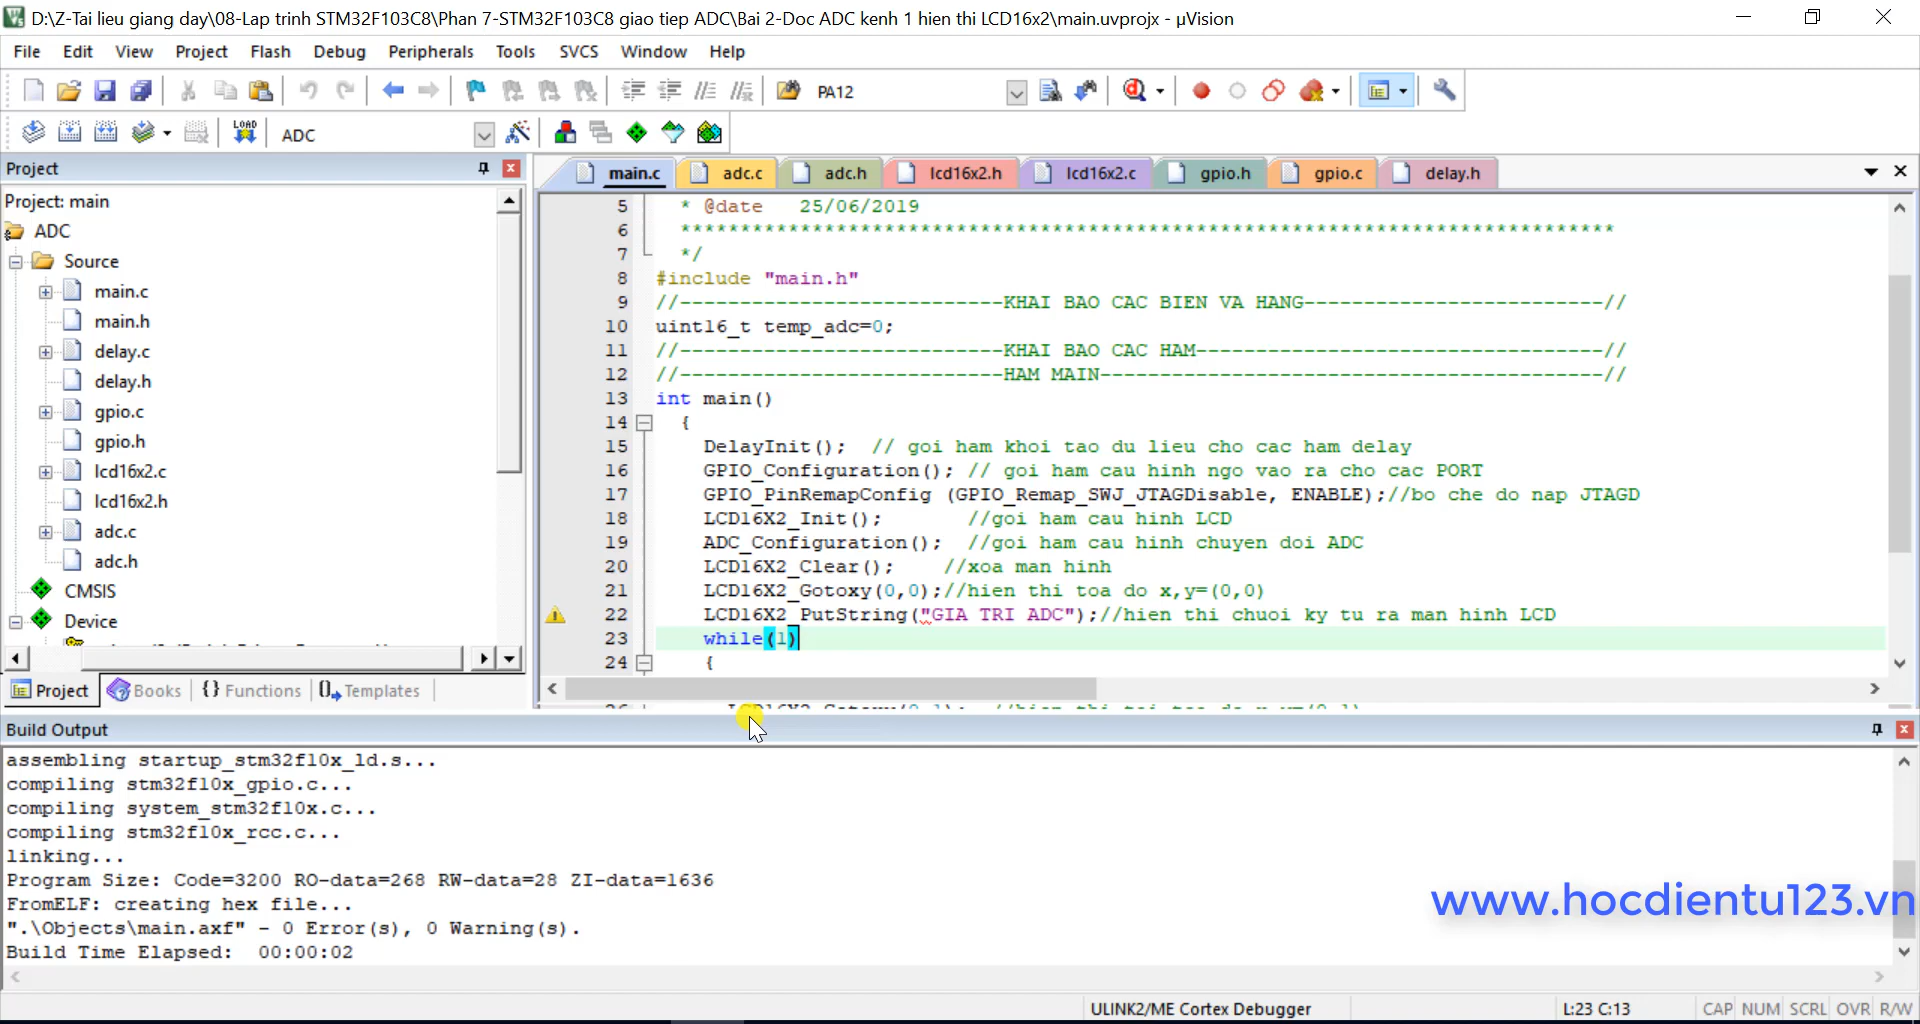 D:\Z-Tai lieu giang day\08-Lap trinh STM32F103C8\Phan 7-STM32F103C8 giao tiep ADC\Bai 2-Doc ADC kenh 1 hien thi LCD16x2\main.uvprojx - µVision
File Edit View Project Flash Debug Peripherals Tools SVCS Window Help
PA12
LOAD ADC
Project
Project: main
ADC
Source
main.c
main.h
delay.c
delay.h
gpio.c
gpio.h
lcd16x2.c
lcd16x2.h
adc.c
adc.h
CMSIS
Device
Project Books {} Functions Templates
main.c adc.c adc.h lcd16x2.h lcd16x2.c gpio.h gpio.c delay.h
5 * @date 25/06/2019
6 ******************************************************************************
7 */
8 #include "main.h"
9 //---------------------------KHAI BAO CAC BIEN VA HANG-------------------------//
10 uint16_t temp_adc=0;
11 //---------------------------KHAI BAO CAC HAM----------------------------------//
12 //---------------------------HAM MAIN------------------------------------------//
13 int main()
14 {
15 DelayInit(); // goi ham khoi tao du lieu cho cac ham delay
16 GPIO_Configuration(); // goi ham cau hinh ngo vao ra cho cac PORT
17 GPIO_PinRemapConfig (GPIO_Remap_SWJ_JTAGDisable, ENABLE);//bo che do nap JTAGD
18 LCD16X2_Init(); //goi ham cau hinh LCD
19 ADC_Configuration(); //goi ham cau hinh chuyen doi ADC
20 LCD16X2_Clear(); //xoa man hinh
21 LCD16X2_Gotoxy(0,0);//hien thi toa do x,y=(0,0)
22 LCD16X2_PutString("GIA TRI ADC");//hien thi chuoi ky tu ra man hinh LCD
23 while(1)
24 {
Build Output
assembling startup_stm32f10x_ld.s...
compiling stm32f10x_gpio.c...
compiling system_stm32f10x.c...
compiling stm32f10x_rcc.c...
linking...
Program Size: Code=3200 RO-data=268 RW-data=28 ZI-data=1636
FromELF: creating hex file...
".\Objects\main.axf" - 0 Error(s), 0 Warning(s).
Build Time Elapsed: 00:00:02
www.hocdientu123.vn
ULINK2/ME Cortex Debugger L:23 C:13 CAP NUM SCRL OVR R/W